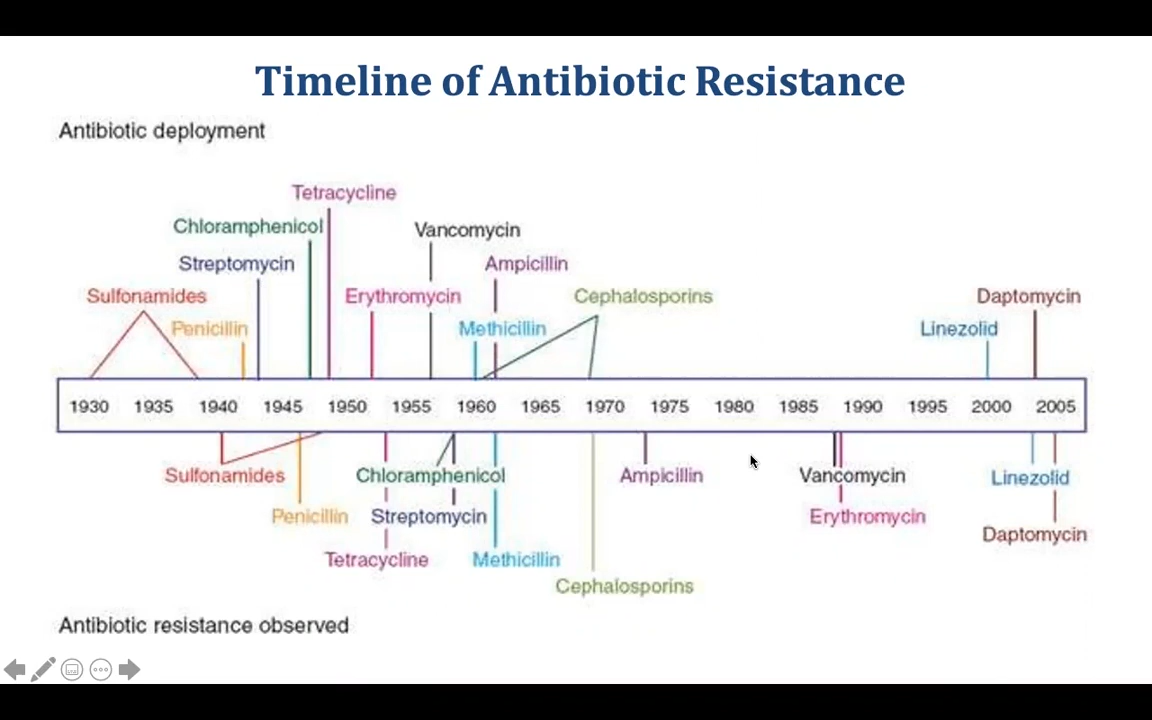 Timeline of Antibiotic Resistance
Antibiotic deployment
Tetracycline
Chloramphenicol
Vancomycin
Streptomycin
Ampicillin
Sulfonamides
Erythromycin
Cephalosporins
Daptomycin
Penicillin
Methicillin
Linezolid
1930 1935 1940 1945 1950 1955 1960 1965 1970 1975 1980 1985 1990 1995 2000 2005
Sulfonamides
Chloramphenicol
Ampicillin
Vancomycin
Linezolid
Penicillin
Streptomycin
Erythromycin
Daptomycin
Tetracycline
Methicillin
Cephalosporins
Antibiotic resistance observed